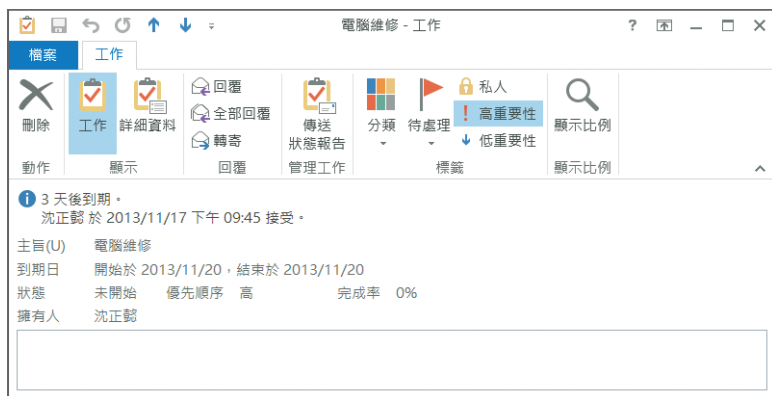 電腦維修 - 工作
?
檔案 工作
刪除 工作 詳細資料 回覆 全部回覆 轉寄 傳送 狀態報告 分類 待處理 私人 高重要性 低重要性 顯示比例
動作 顯示 回覆 管理工作 標籤 顯示比例
3 天後到期。
沈正懿 於 2013/11/17 下午 09:45 接受。
主旨(U) 電腦維修
到期日 開始於 2013/11/20，結束於 2013/11/20
狀態 未開始 優先順序 高 完成率 0%
擁有人 沈正懿